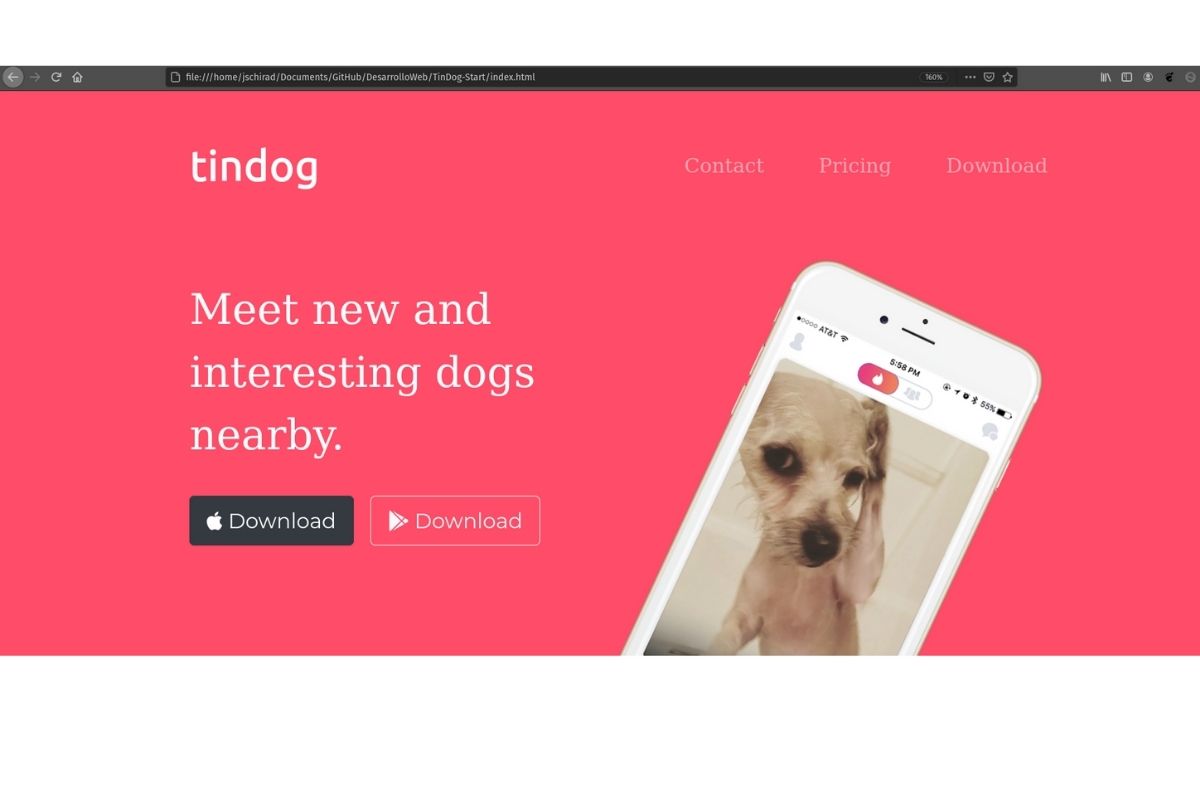 file:///home/jschirad/Documents/GitHub/DesarrolloWeb/TinDog-Start/index.html
160%
tindog
Contact
Pricing
Download
Meet new and
interesting dogs
nearby.
Download
Download
AT&T
5:58 PM
55%